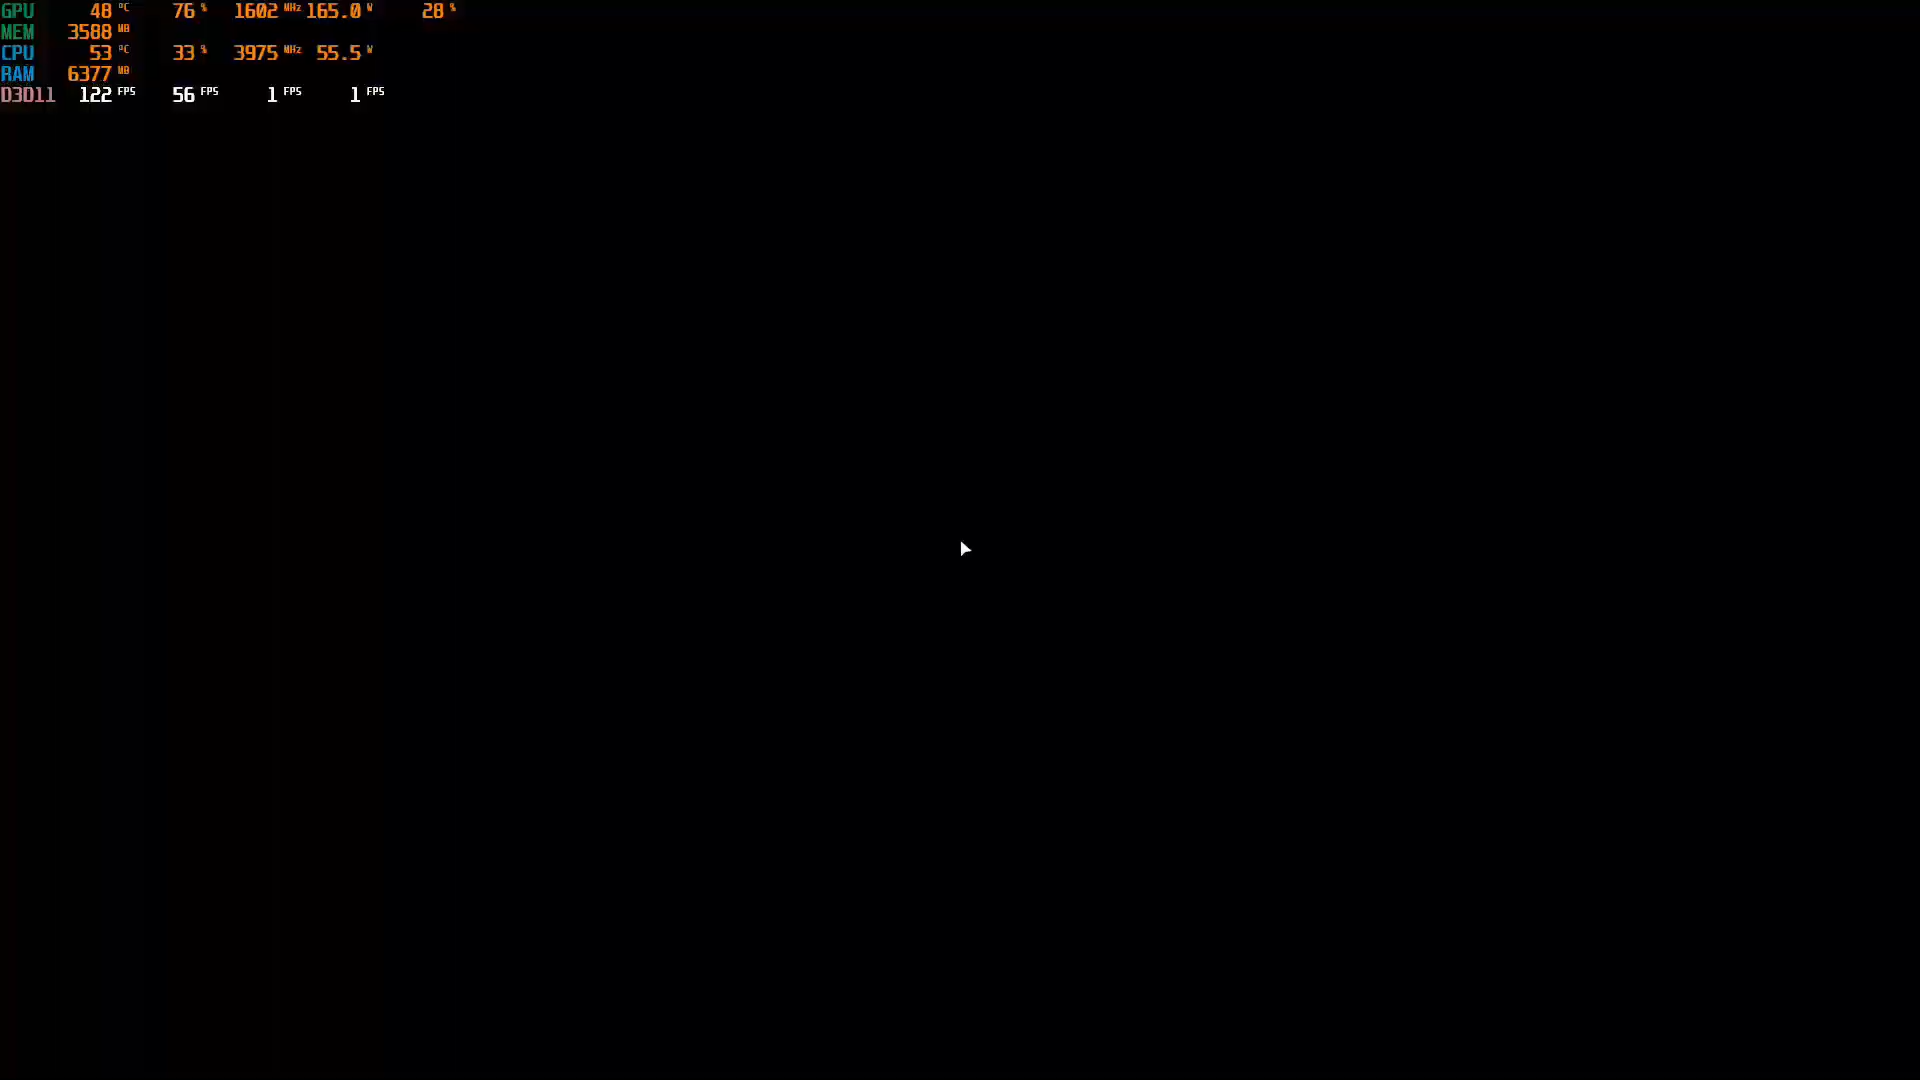 GPU 48 °C 76 % 1602 MHz 165.0 W 28 %
MEM 3588 MB
CPU 53 °C 33 % 3975 MHz 55.5 W
RAM 6377 MB
D3D11 122 FPS 56 FPS 1 FPS 1 FPS